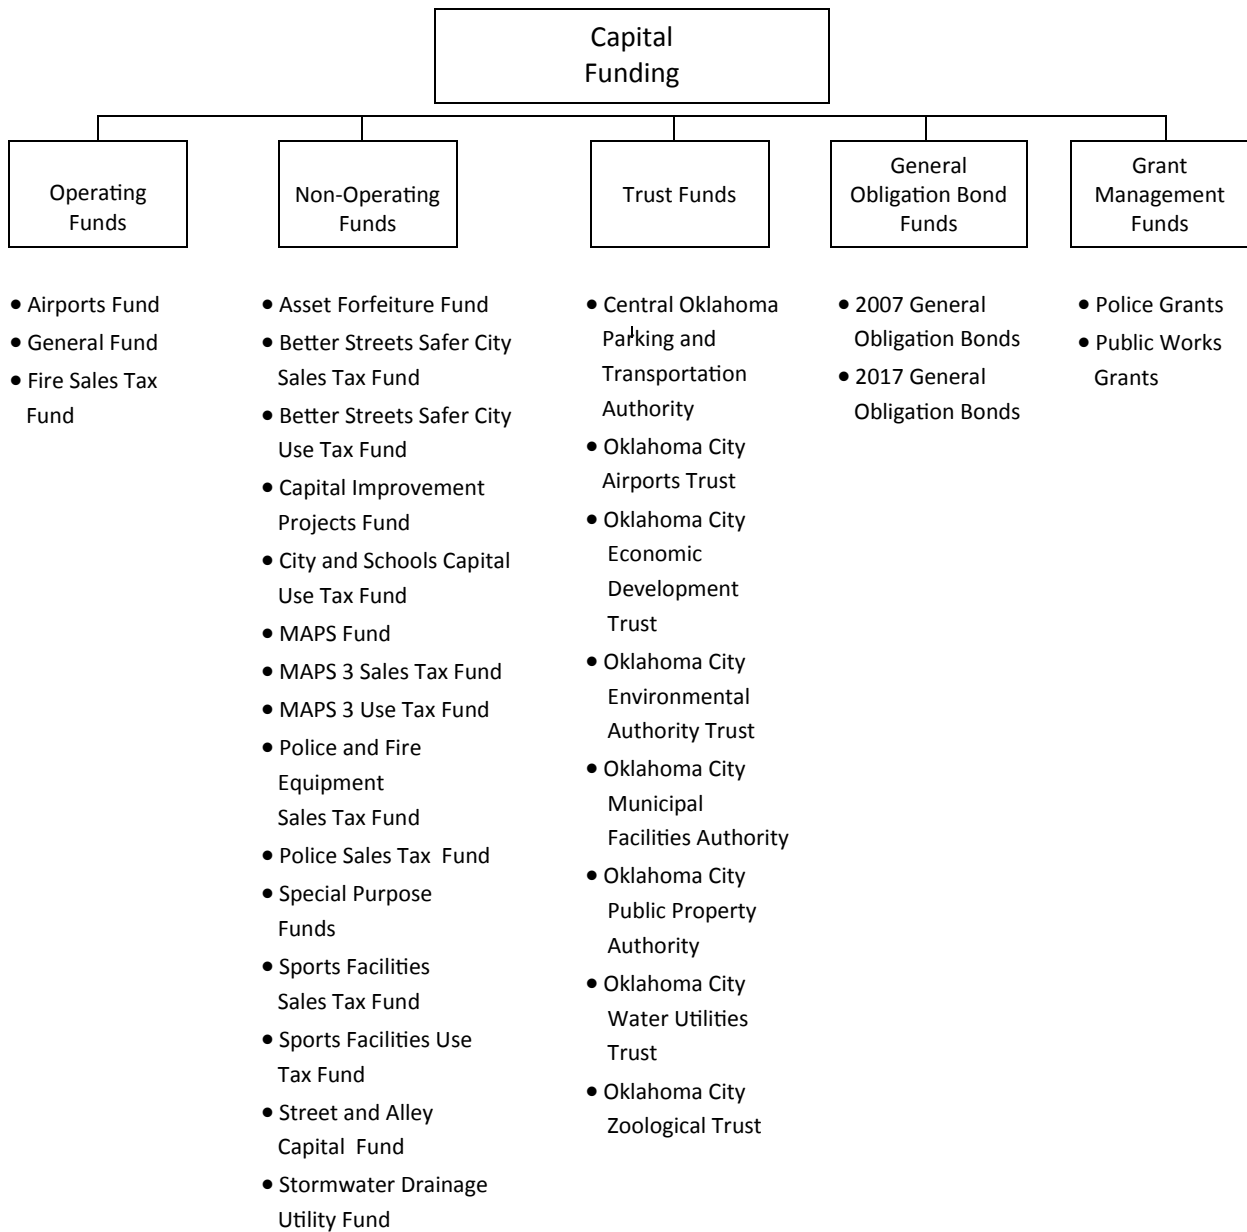 Capital
Funding
Operating
Funds
Non-Operating
Funds
Trust Funds
General
Obligation Bond
Funds
Grant
Management
Funds
• Airports Fund
• General Fund
• Fire Sales Tax
Fund
• Asset Forfeiture Fund
• Better Streets Safer City
Sales Tax Fund
• Better Streets Safer City
Use Tax Fund
• Capital Improvement
Projects Fund
• City and Schools Capital
Use Tax Fund
• MAPS Fund
• MAPS 3 Sales Tax Fund
• MAPS 3 Use Tax Fund
• Police and Fire
Equipment
Sales Tax Fund
• Police Sales Tax Fund
• Special Purpose
Funds
• Sports Facilities
Sales Tax Fund
• Sports Facilities Use
Tax Fund
• Street and Alley
Capital Fund
• Stormwater Drainage
Utility Fund
• Central Oklahoma
Parking and
Transportation
Authority
• Oklahoma City
Airports Trust
• Oklahoma City
Economic
Development
Trust
• Oklahoma City
Environmental
Authority Trust
• Oklahoma City
Municipal
Facilities Authority
• Oklahoma City
Public Property
Authority
• Oklahoma City
Water Utilities
Trust
• Oklahoma City
Zoological Trust
• 2007 General
Obligation Bonds
• 2017 General
Obligation Bonds
• Police Grants
• Public Works
Grants